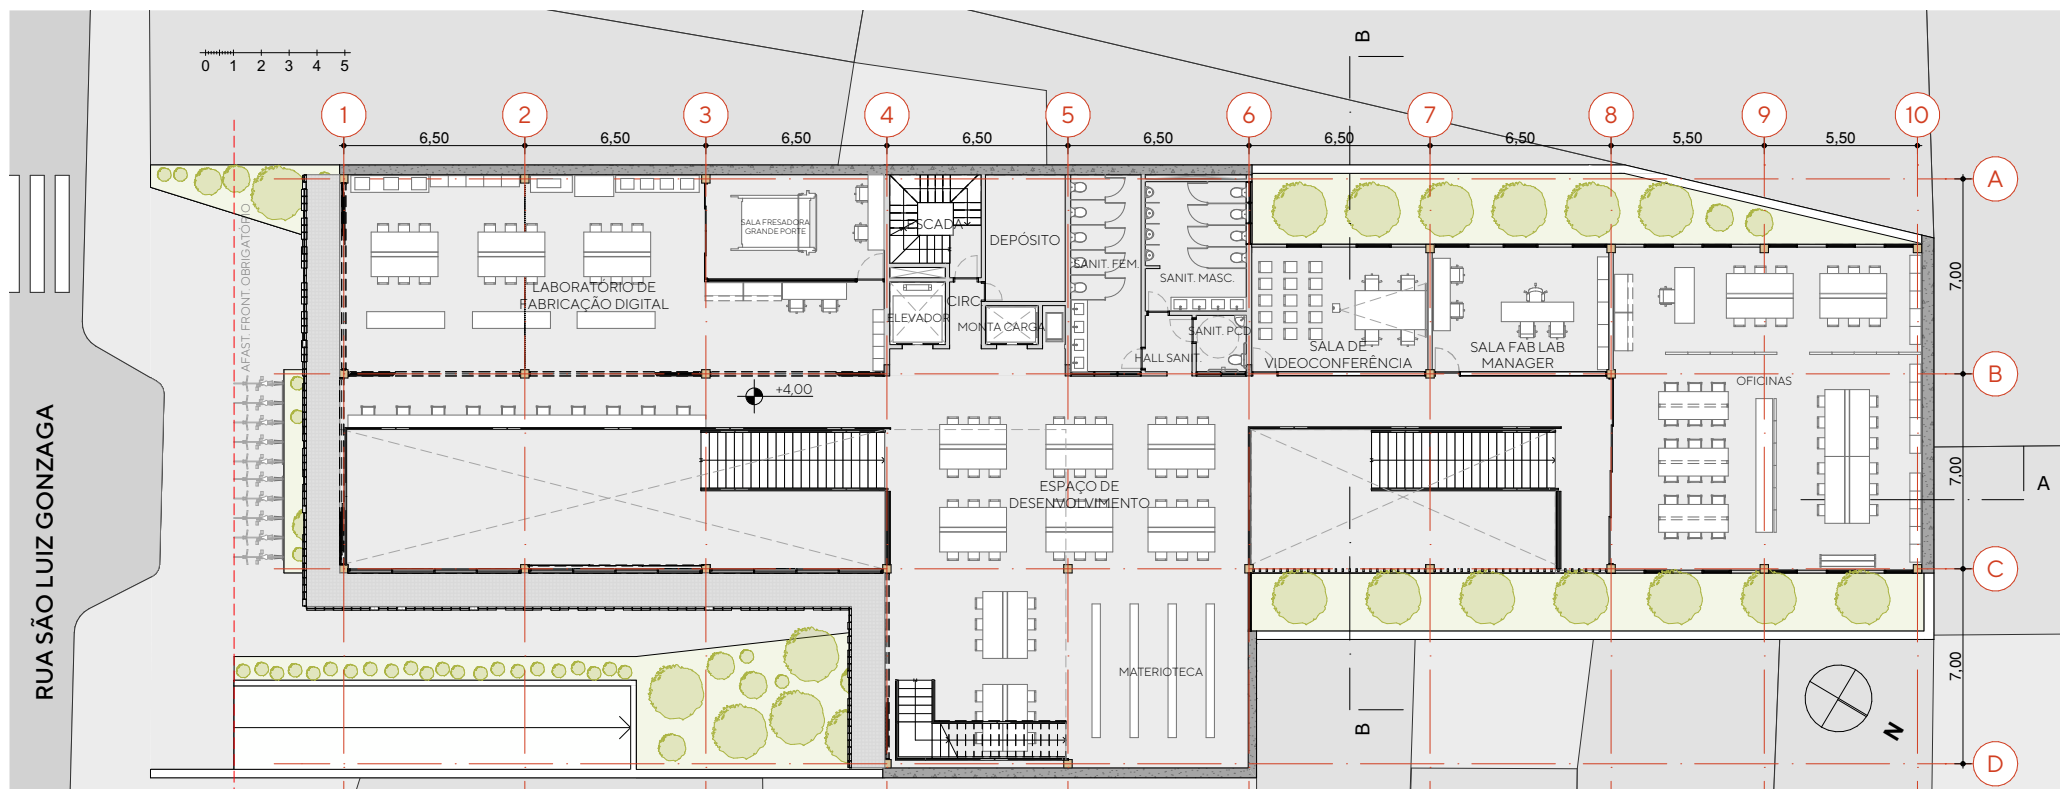 B
0 1 2 3 4 5
1 2 3 4 5 6 7 8 9 10
6,50 6,50 6,50 6,50 6,50 6,50 6,50 5,50 5,50
A
AFAST. FRONT. OBRIGATÓRIO
SALA FRESADORA
GRANDE PORTE
ESCADA
DEPÓSITO
SANIT. FEM.
SANIT. MASC.
7,00
LABORATÓRIO DE
FABRICAÇÃO DIGITAL
CIRC.
ELEVADOR
MONTA CARGA
SANIT. PCD
HALL SANIT.
SALA DE
VIDEOCONFERÊNCIA
SALA FAB LAB
MANAGER
OFICINAS
B
+4,00
RUA SÃO LUIZ GONZAGA
ESPAÇO DE
DESENVOLVIMENTO
7,00
A
C
MATERIOTECA
7,00
B
N
D